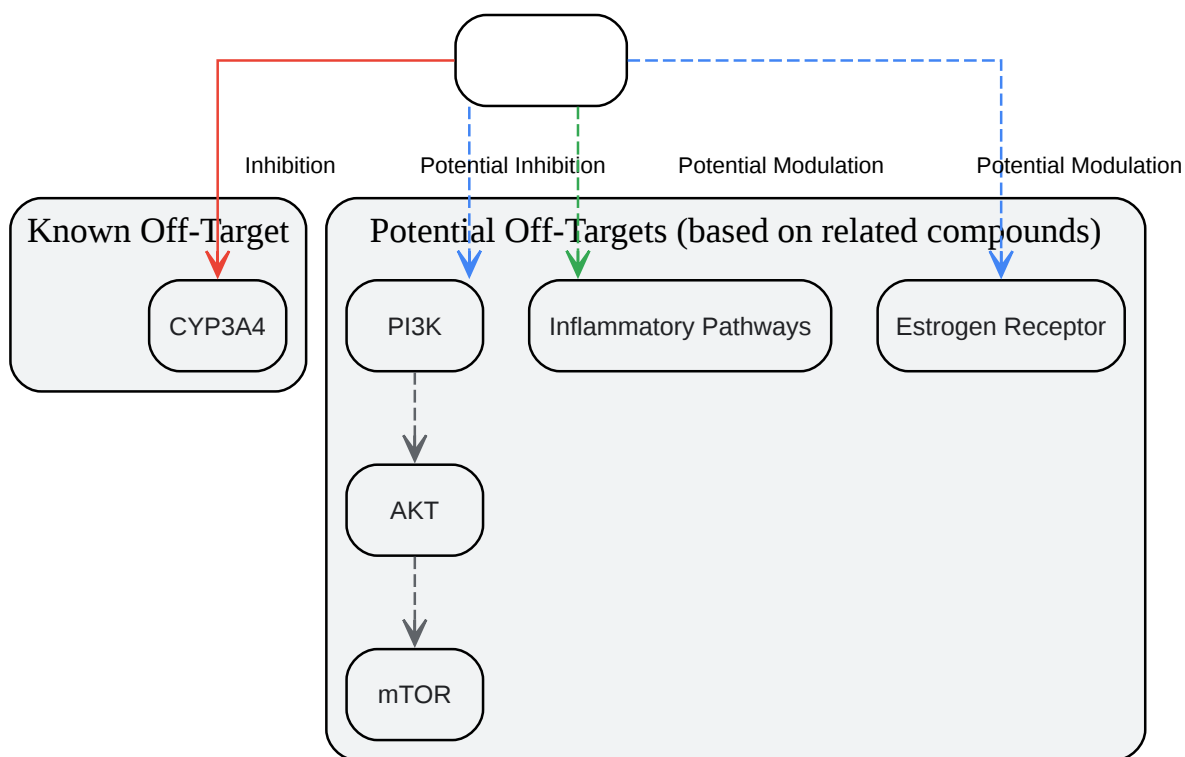 Inhibition
Potential Inhibition
Potential Modulation
Potential Modulation
Known Off-Target
Potential Off-Targets (based on related compounds)
CYP3A4
PI3K
Inflammatory Pathways
Estrogen Receptor
AKT
mTOR